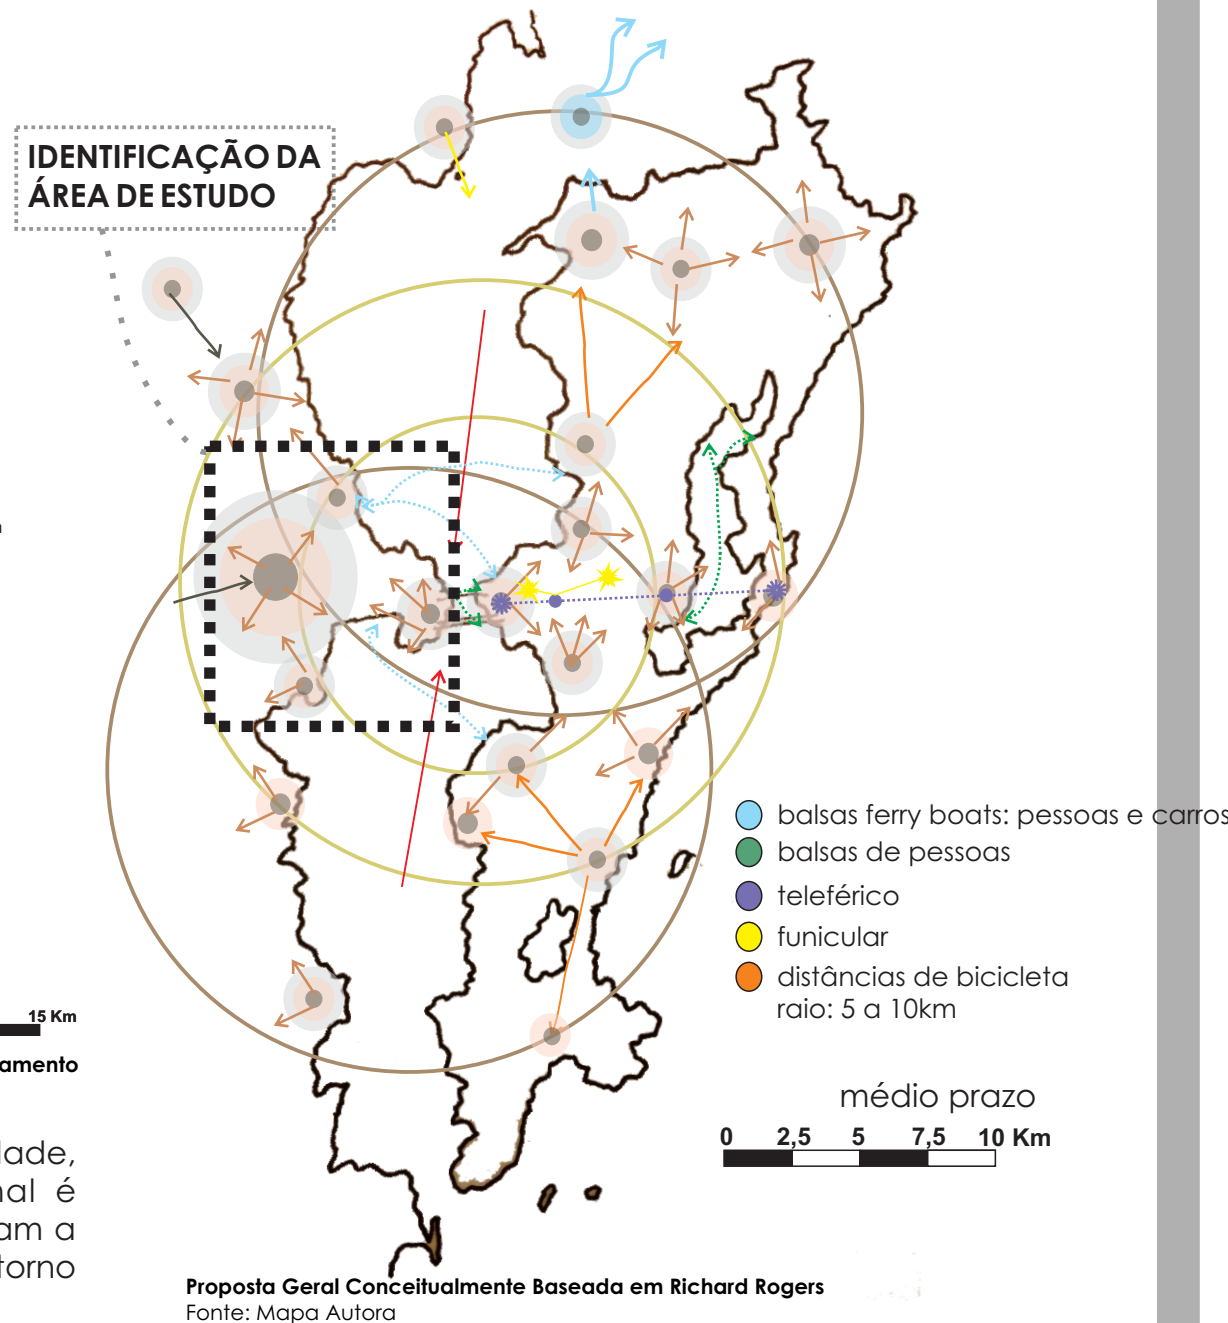 IDENTIFICAÇÃO DA
ÁREA DE ESTUDO
balsas ferry boats: pessoas e carros
balsas de pessoas
teleférico
funicular
distâncias de bicicleta
raio: 5 a 10km
15 Km
amento
médio prazo
0 2,5 5 7,5 10 Km
dade,
nal é
am a
torno
Proposta Geral Conceitualmente Baseada em Richard Rogers
Fonte: Mapa Autora